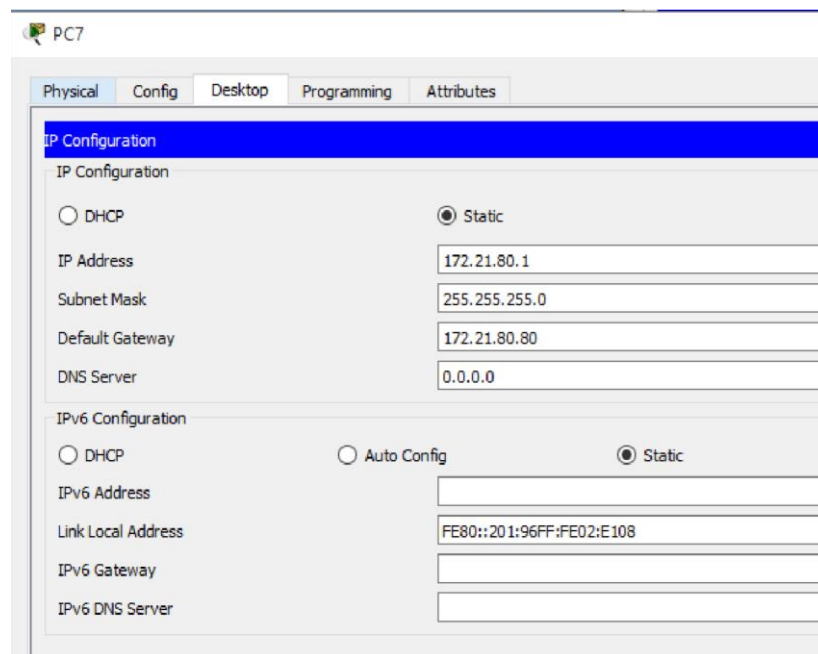 PC7
Physical Config Desktop Programming Attributes
IP Configuration
IP Configuration
DHCP Static
IP Address 172.21.80.1
Subnet Mask 255.255.255.0
Default Gateway 172.21.80.80
DNS Server 0.0.0.0
IPv6 Configuration
DHCP Auto Config Static
IPv6 Address
Link Local Address FE80::201:96FF:FE02:E108
IPv6 Gateway
IPv6 DNS Server